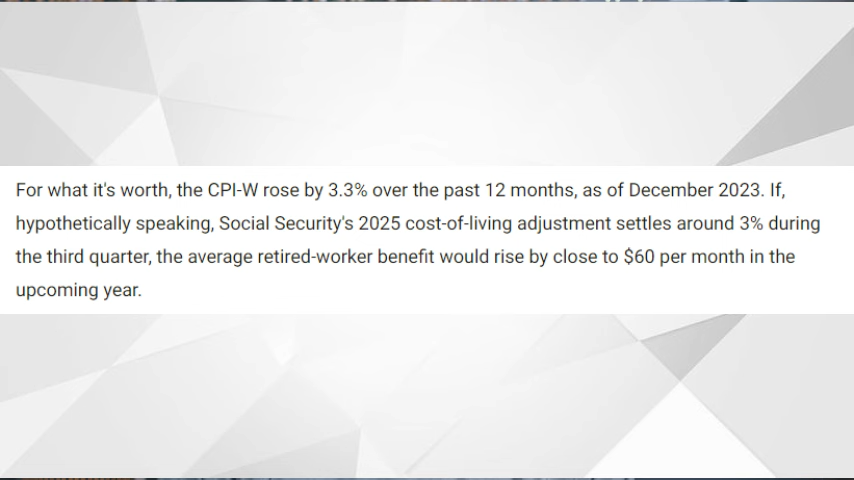 For what it's worth, the CPI-W rose by 3.3% over the past 12 months, as of December 2023. If,
hypothetically speaking, Social Security's 2025 cost-of-living adjustment settles around 3% during
the third quarter, the average retired-worker benefit would rise by close to $60 per month in the
upcoming year.